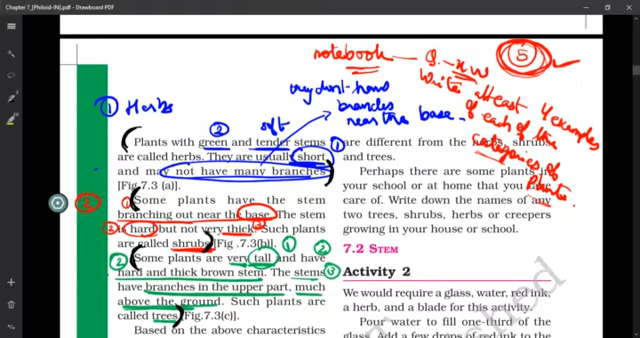 Chapter 7_(Philoid-IN) - Drawboard PDF
notebook — Q. - H.W
Write atleast 4 examples
of each of the
categories of
plants.
5
① Herbs
they don't have
branches
near the base.
soft
②
①
Plants with green and tender stems
are called herbs. They are usually short
and may not have many branches
[Fig.7.3 (a)].
②
①
Some plants have the stem
branching out near the base. The stem
②
is hard but not very thick. Such plants
are called shrubs [Fig.7.3(b)].
① ②
②
Some plants are very tall and have
hard and thick brown stem. The stems
③
have branches in the upper part, much
above the ground. Such plants are
called trees [Fig.7.3(c)].
Based on the above characteristics
are different from the herbs, shrubs
and trees.
Perhaps there are some plants in
your school or at home that you take
care of. Write down the names of any
two trees, shrubs, herbs or creepers
growing in your house or school.
7.2 STEM
Activity 2
We would require a glass, water, red ink,
a herb, and a blade for this activity.
Pour water to fill one-third of the
glass. Add a few drops of red ink to the